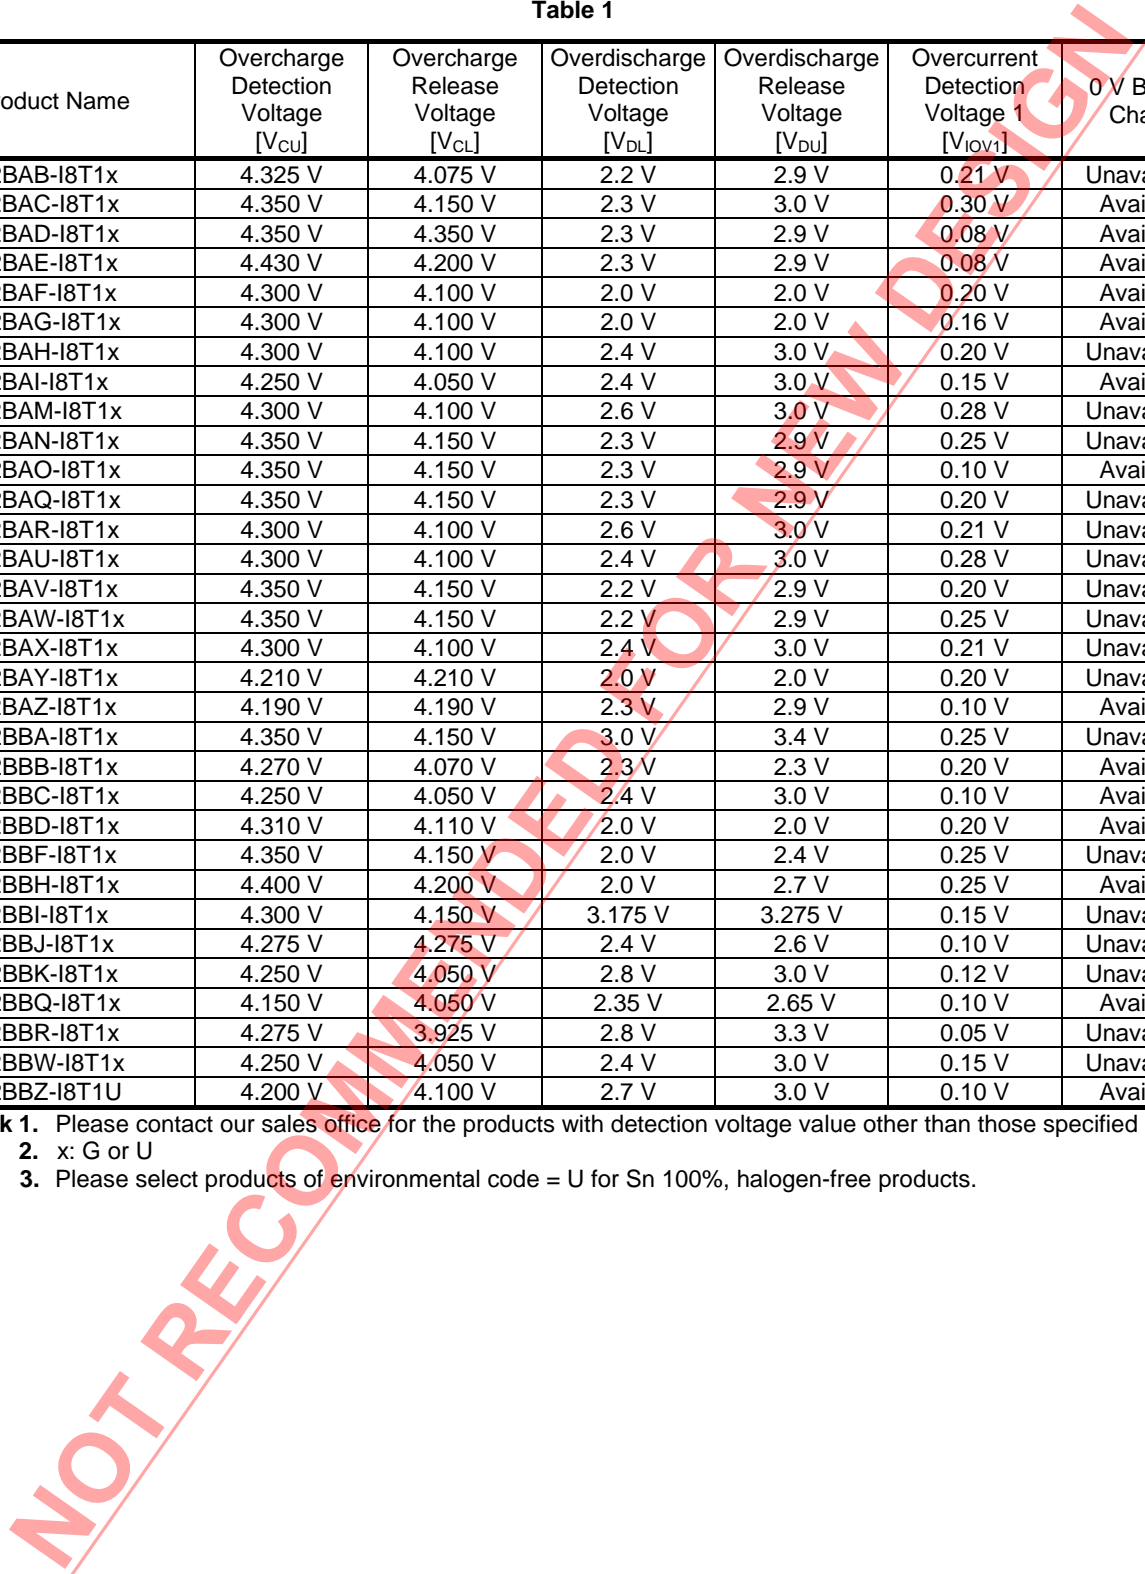 Table 1
oduct Name Overcharge Detection Voltage [VCU] Overcharge Release Voltage [VCL] Overdischarge Detection Voltage [VDL] Overdischarge Release Voltage [VDU] Overcurrent Detection Voltage 1 [VIOV1] 0 V B Cha
BAB-I8T1x 4.325 V 4.075 V 2.2 V 2.9 V 0.21 V Unava
BAC-I8T1x 4.350 V 4.150 V 2.3 V 3.0 V 0.30 V Avai
BAD-I8T1x 4.350 V 4.350 V 2.3 V 2.9 V 0.08 V Avai
BAE-I8T1x 4.430 V 4.200 V 2.3 V 2.9 V 0.08 V Avai
BAF-I8T1x 4.300 V 4.100 V 2.0 V 2.0 V 0.20 V Avai
BAG-I8T1x 4.300 V 4.100 V 2.0 V 2.0 V 0.16 V Avai
BAH-I8T1x 4.300 V 4.100 V 2.4 V 3.0 V 0.20 V Unava
BAI-I8T1x 4.250 V 4.050 V 2.4 V 3.0 V 0.15 V Avai
BAM-I8T1x 4.300 V 4.100 V 2.6 V 3.0 V 0.28 V Unava
BAN-I8T1x 4.350 V 4.150 V 2.3 V 2.9 V 0.25 V Unava
BAO-I8T1x 4.350 V 4.150 V 2.3 V 2.9 V 0.10 V Avai
BAQ-I8T1x 4.350 V 4.150 V 2.3 V 2.9 V 0.20 V Unava
BAR-I8T1x 4.300 V 4.100 V 2.6 V 3.0 V 0.21 V Unava
BAU-I8T1x 4.300 V 4.100 V 2.4 V 3.0 V 0.28 V Unava
BAV-I8T1x 4.350 V 4.150 V 2.2 V 2.9 V 0.20 V Unava
BAW-I8T1x 4.350 V 4.150 V 2.2 V 2.9 V 0.25 V Unava
BAX-I8T1x 4.300 V 4.100 V 2.4 V 3.0 V 0.21 V Unava
BAY-I8T1x 4.210 V 4.210 V 2.0 V 2.0 V 0.20 V Unava
BAZ-I8T1x 4.190 V 4.190 V 2.3 V 2.9 V 0.10 V Avai
BBA-I8T1x 4.350 V 4.150 V 3.0 V 3.4 V 0.25 V Unava
BBB-I8T1x 4.270 V 4.070 V 2.3 V 2.3 V 0.20 V Avai
BBC-I8T1x 4.250 V 4.050 V 2.4 V 3.0 V 0.10 V Avai
BBD-I8T1x 4.310 V 4.110 V 2.0 V 2.0 V 0.20 V Avai
BBF-I8T1x 4.350 V 4.150 V 2.0 V 2.4 V 0.25 V Unava
BBH-I8T1x 4.400 V 4.200 V 2.0 V 2.7 V 0.25 V Avai
BBI-I8T1x 4.300 V 4.150 V 3.175 V 3.275 V 0.15 V Unava
BBJ-I8T1x 4.275 V 4.275 V 2.4 V 2.6 V 0.10 V Unava
BBK-I8T1x 4.250 V 4.050 V 2.8 V 3.0 V 0.12 V Unava
BBQ-I8T1x 4.150 V 4.050 V 2.35 V 2.65 V 0.10 V Avai
BBR-I8T1x 4.275 V 3.925 V 2.8 V 3.3 V 0.05 V Unava
BBW-I8T1x 4.250 V 4.050 V 2.4 V 3.0 V 0.15 V Unava
BBZ-I8T1U 4.200 V 4.100 V 2.7 V 3.0 V 0.10 V Avai
k 1. Please contact our sales office for the products with detection voltage value other than those specified
2. x: G or U
3. Please select products of environmental code = U for Sn 100%, halogen-free products.
NOT RECOMMENDED FOR NEW DESIGN